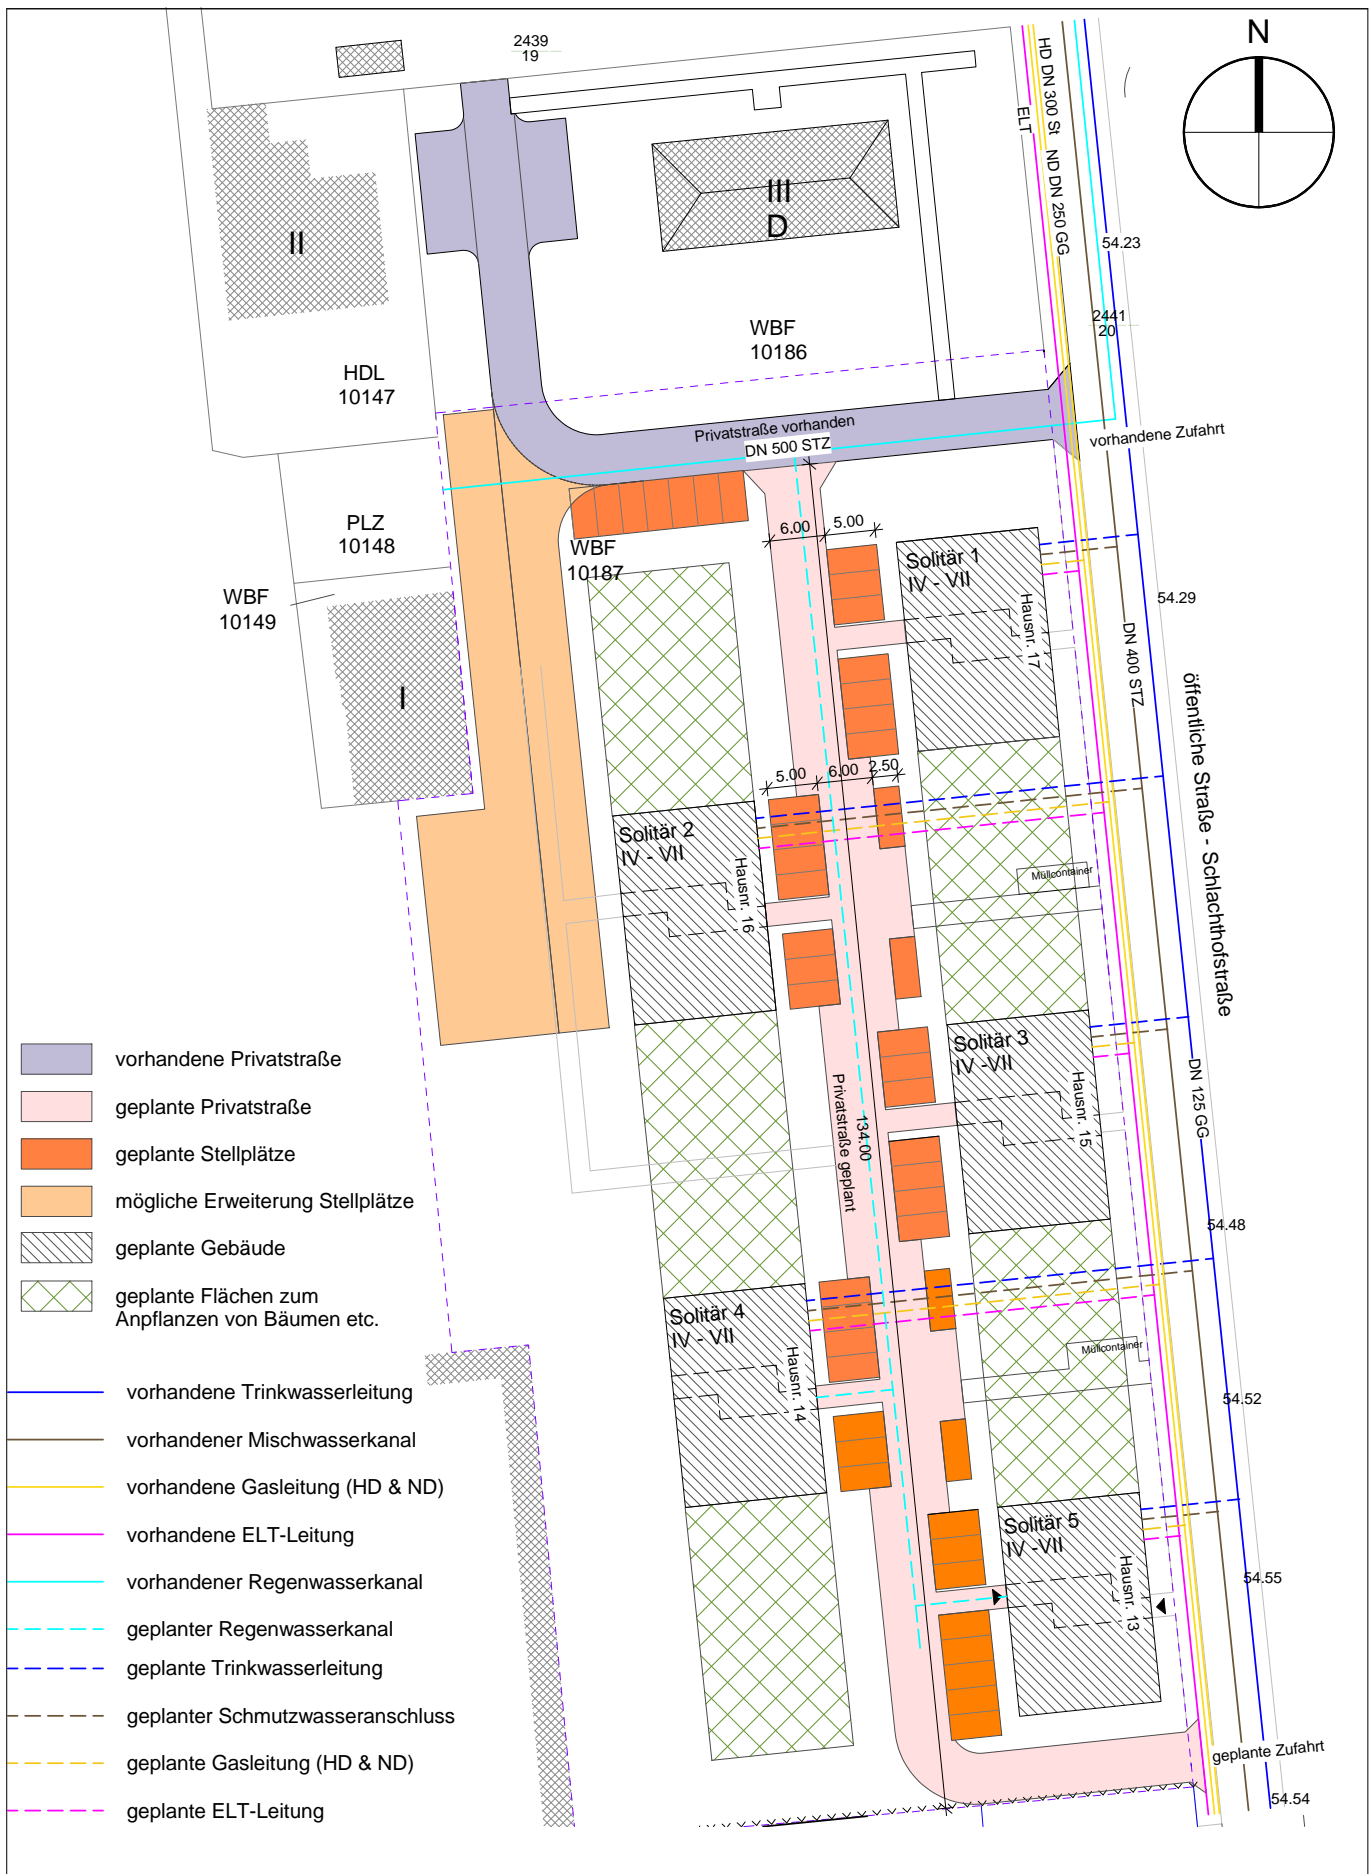 N
2439
19
HD DN 300 St
ND DN 250 GG
ELT
III
D
II
54.23
WBF
10186
2441
20
HDL
10147
Privatstraße vorhanden
DN 500 STZ
vorhandene Zufahrt
PLZ
10148
WBF
10187
6.00
5.00
Solitär 1
IV - VII
Hausnr. 17
WBF
10149
54.29
DN 400 STZ
I
öffentliche Straße - Schlachthofstraße
5.00
6.00
2.50
Solitär 2
IV - VII
Hausnr. 16
Müllcontainer
Solitär 3
IV -VII
Hausnr. 15
DN 125 GG
Privatstraße geplant
134.00
vorhandene Privatstraße
geplante Privatstraße
geplante Stellplätze
mögliche Erweiterung Stellplätze
geplante Gebäude
geplante Flächen zum
Anpflanzen von Bäumen etc.
54.48
Solitär 4
IV - VII
Hausnr. 14
Müllcontainer
54.52
vorhandene Trinkwasserleitung
vorhandener Mischwasserkanal
vorhandene Gasleitung (HD & ND)
vorhandene ELT-Leitung
vorhandener Regenwasserkanal
geplanter Regenwasserkanal
geplante Trinkwasserleitung
geplanter Schmutzwasseranschluss
geplante Gasleitung (HD & ND)
geplante ELT-Leitung
Solitär 5
IV -VII
Hausnr. 13
54.55
geplante Zufahrt
54.54